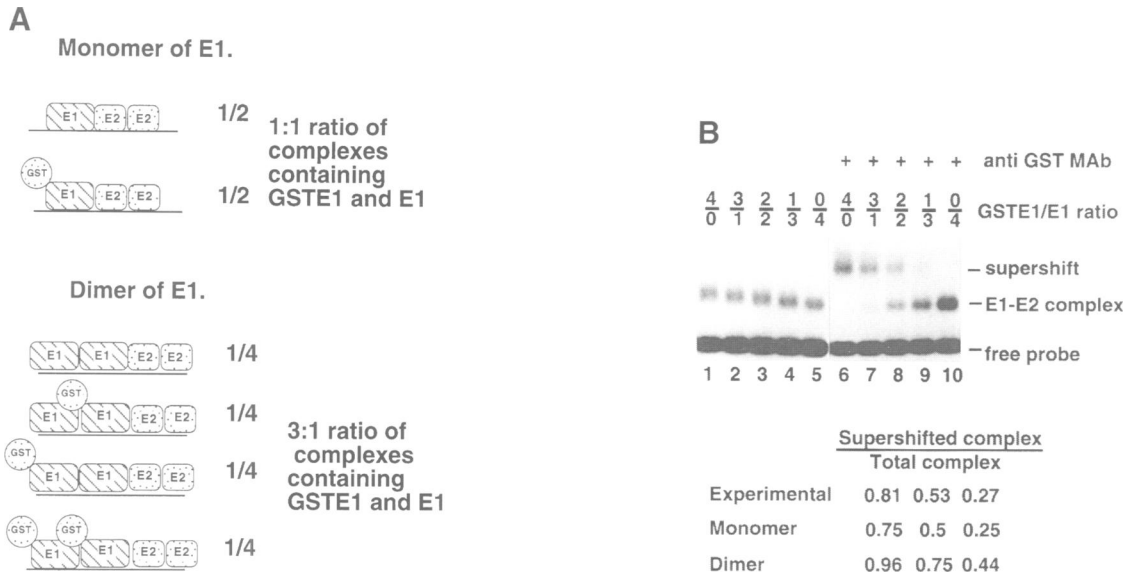 A
Monomer of E1.
E1 E2 E2
1/2
GST
E1 E2 E2
1/2
1:1 ratio of
complexes
containing
GSTE1 and E1
Dimer of E1.
E1 E1 E2 E2
1/4
GST
E1 E1 E2 E2
1/4
GST
E1 E1 E2 E2
1/4
GST GST
E1 E1 E2 E2
1/4
3:1 ratio of
complexes
containing
GSTE1 and E1
B
+ + + + + anti GST MAb
4 3 2 1 0 4 3 2 1 0
0 1 2 3 4 0 1 2 3 4
GSTE1/E1 ratio
– supershift
– E1-E2 complex
– free probe
1 2 3 4 5 6 7 8 9 10
Supershifted complex
Total complex
Experimental 0.81 0.53 0.27
Monomer 0.75 0.5 0.25
Dimer 0.96 0.75 0.44